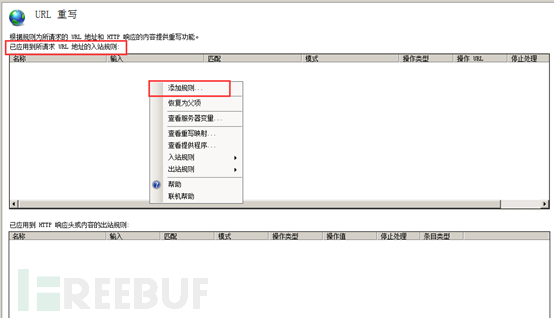 URL 重写
根据规则为所请求的 URL 地址和 HTTP 响应的内容提供重写功能。
已应用到所请求 URL 地址的入站规则:
名称 输入 匹配 模式 操作类型 操作 URL 停止处理
添加规则...
恢复为父项
查看服务器变量...
查看重写映射...
查看提供程序...
入站规则
出站规则
帮助
联机帮助
已应用到 HTTP 响应头或内容的出站规则:
名称 输入 匹配 模式 操作类型 操作值 停止处理 条目类型
FREEBUF